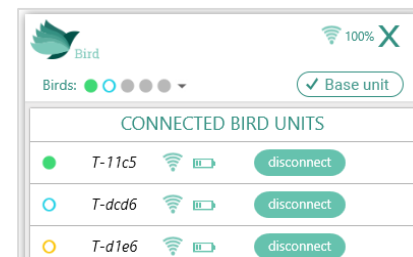 Bird
100% X
Birds:
✓ Base unit
CONNECTED BIRD UNITS
T-11c5 disconnect
T-dcd6 disconnect
T-d1e6 disconnect